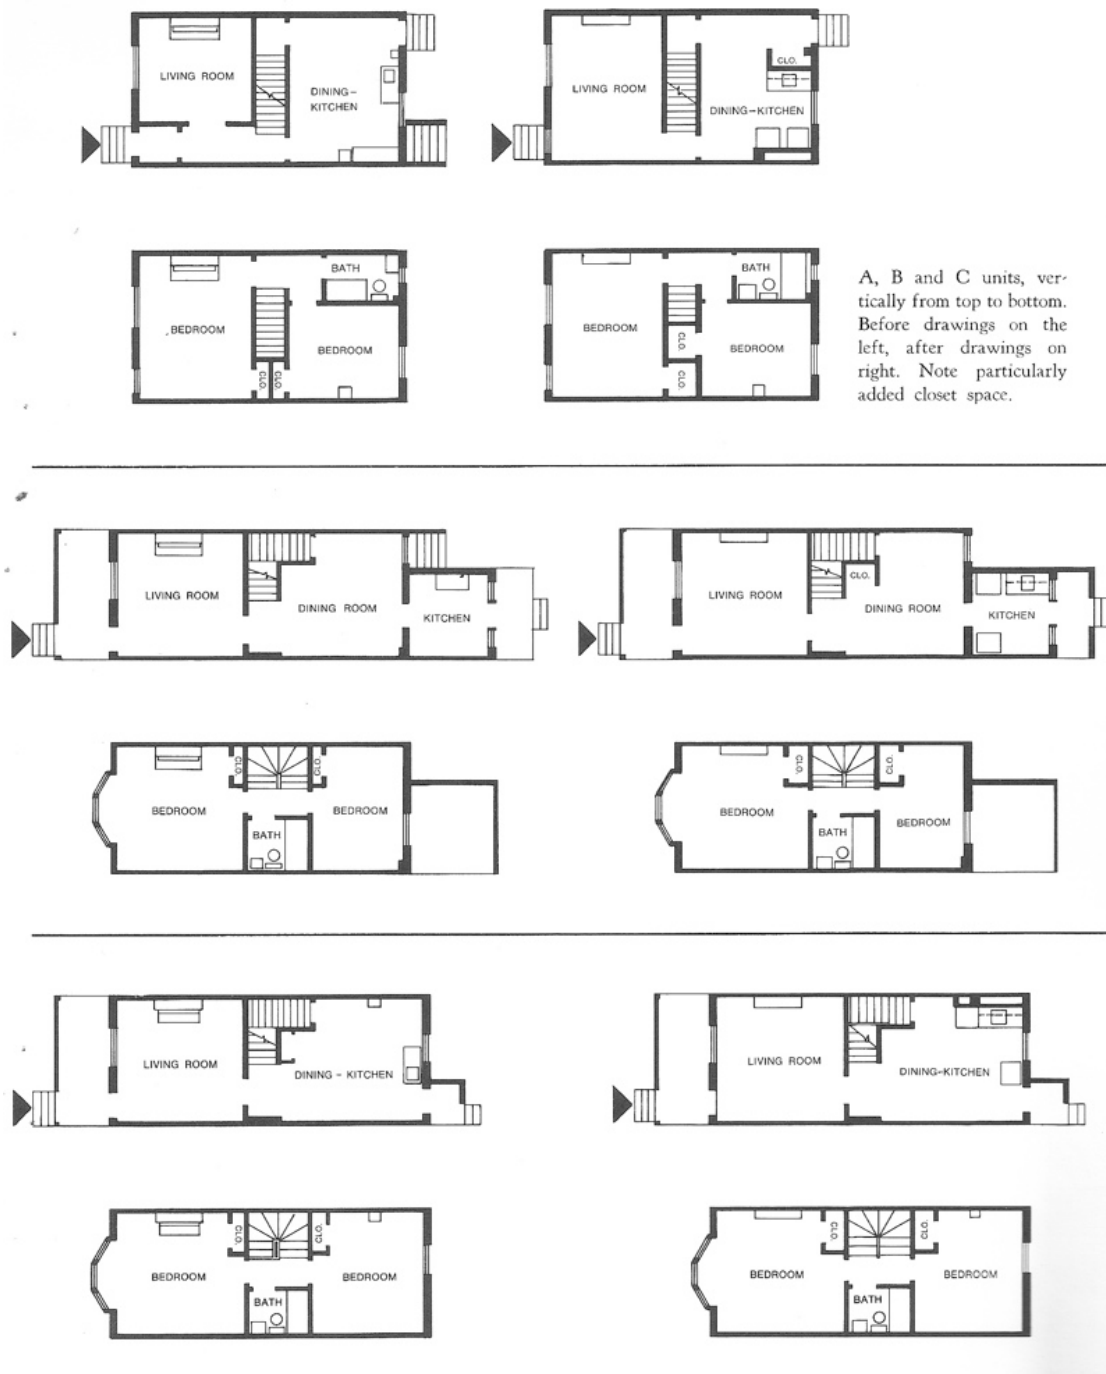 LIVING ROOM
DINING-
KITCHEN
LIVING ROOM
CLO.
DINING-KITCHEN
BEDROOM
BATH
CLO.
CLO.
BEDROOM
BEDROOM
BATH
CLO.
CLO.
BEDROOM
A, B and C units, ver-
tically from top to bottom.
Before drawings on the
left, after drawings on
right. Note particularly
added closet space.
LIVING ROOM
DINING ROOM
KITCHEN
LIVING ROOM
CLO.
DINING ROOM
KITCHEN
BEDROOM
CLO.
BATH
CLO.
BEDROOM
BEDROOM
CLO.
BATH
CLO.
BEDROOM
LIVING ROOM
DINING - KITCHEN
LIVING ROOM
DINING-KITCHEN
BEDROOM
CLO.
BATH
CLO.
BEDROOM
BEDROOM
CLO.
BATH
CLO.
BEDROOM